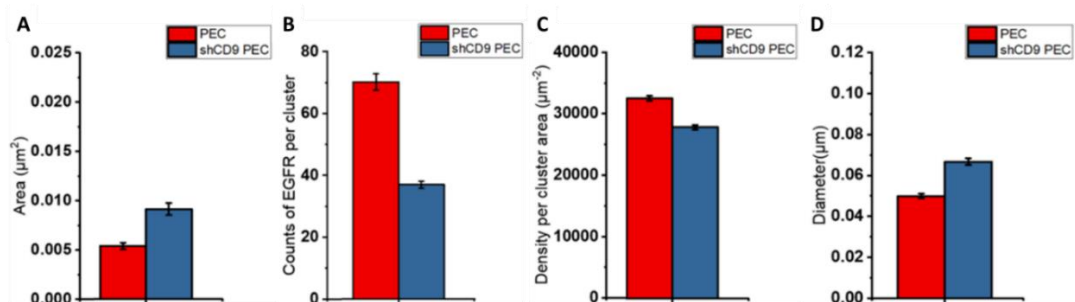 A
PEC
shCD9 PEC
0.025
0.020
0.015
0.010
0.005
0.000
Area (μm²)
B
PEC
shCD9 PEC
80
60
40
20
0
Counts of EGFR per cluster
C
PEC
shCD9 PEC
40000
30000
20000
10000
0
Density per cluster area (μm⁻²)
D
PEC
shCD9 PEC
0.12
0.10
0.08
0.06
0.04
0.02
0.00
Diameter(μm)